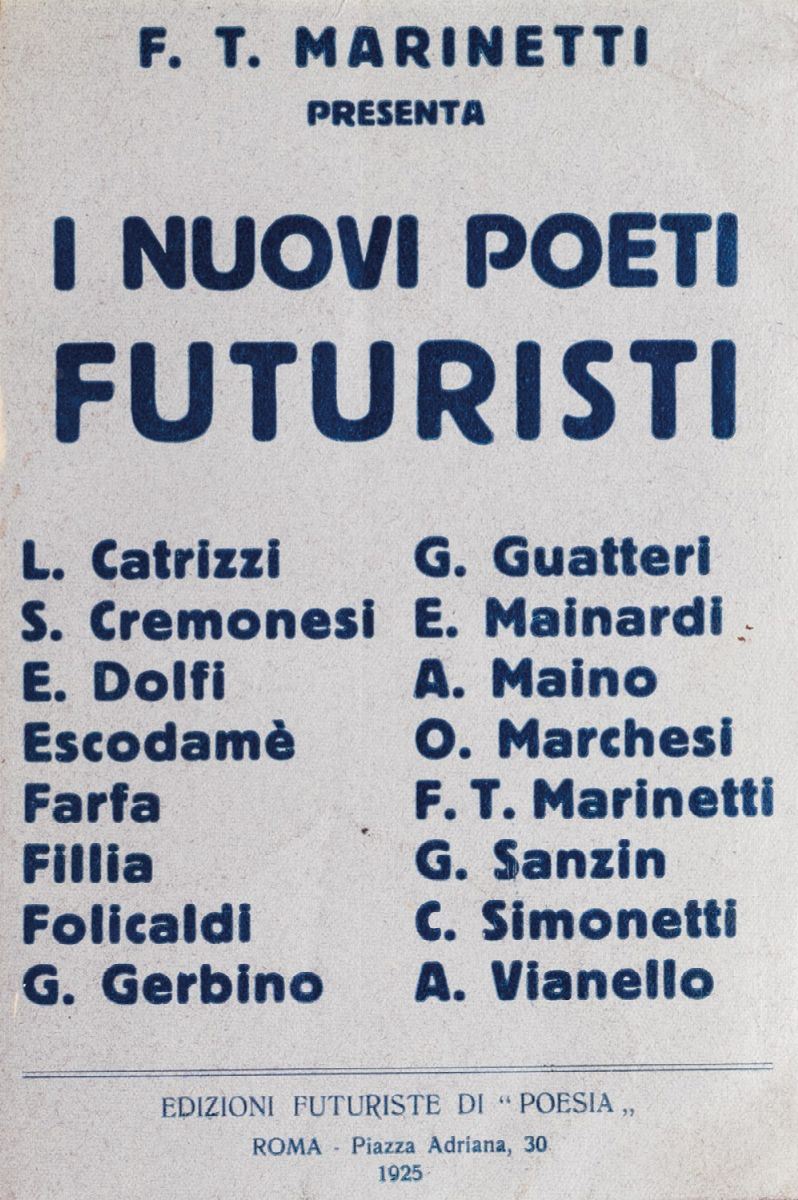 F. T. MARINETTI
PRESENTA
I NUOVI POETI
FUTURISTI
L. Catrizzi
S. Cremonesi
E. Dolfi
Escodamè
Farfa
Fillia
Folicaldi
G. Gerbino
G. Guatteri
E. Mainardi
A. Maino
O. Marchesi
F. T. Marinetti
G. Sanzin
C. Simonetti
A. Vianello
EDIZIONI FUTURISTE DI “ POESIA „
ROMA - Piazza Adriana, 30
1925